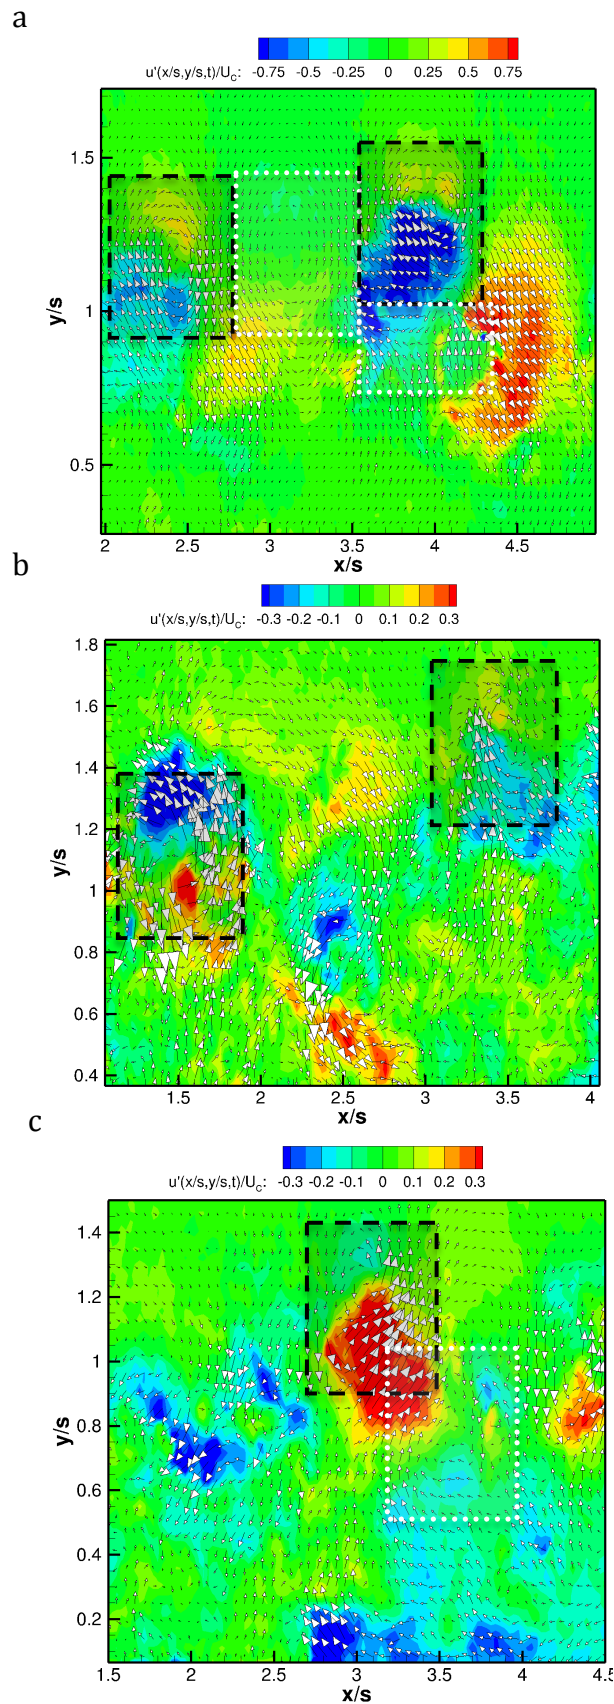 a
u'(x/s,y/s,t)/U_C: -0.75 -0.5 -0.25 0 0.25 0.5 0.75
1.5
1
0.5
y/s
2 2.5 3 3.5 4 4.5
x/s
b
u'(x/s,y/s,t)/U_C: -0.3 -0.2 -0.1 0 0.1 0.2 0.3
1.8
1.6
1.4
1.2
1
0.8
0.6
0.4
y/s
1.5 2 2.5 3 3.5 4
x/s
c
u'(x/s,y/s,t)/U_C: -0.3 -0.2 -0.1 0 0.1 0.2 0.3
1.4
1.2
1
0.8
0.6
0.4
0.2
y/s
1.5 2 2.5 3 3.5 4 4.5
x/s